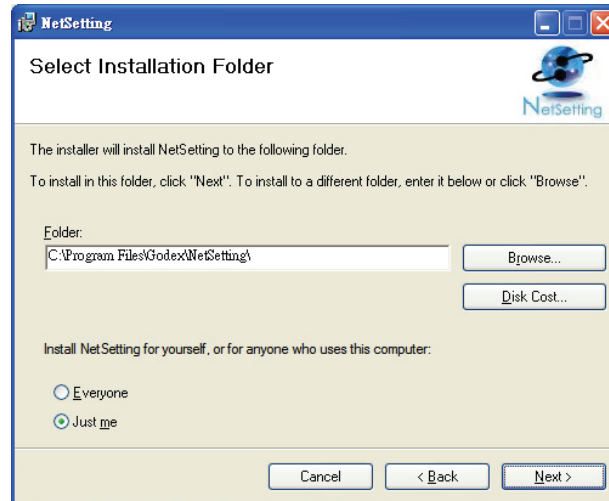 NetSetting
Select Installation Folder
NetSetting
The installer will install NetSetting to the following folder.
To install in this folder, click "Next". To install to a different folder, enter it below or click "Browse".
Folder:
C:\Program Files\Godex\NetSetting\
Browse...
Disk Cost...
Install NetSetting for yourself, or for anyone who uses this computer:
Everyone
Just me
Cancel
< Back
Next >